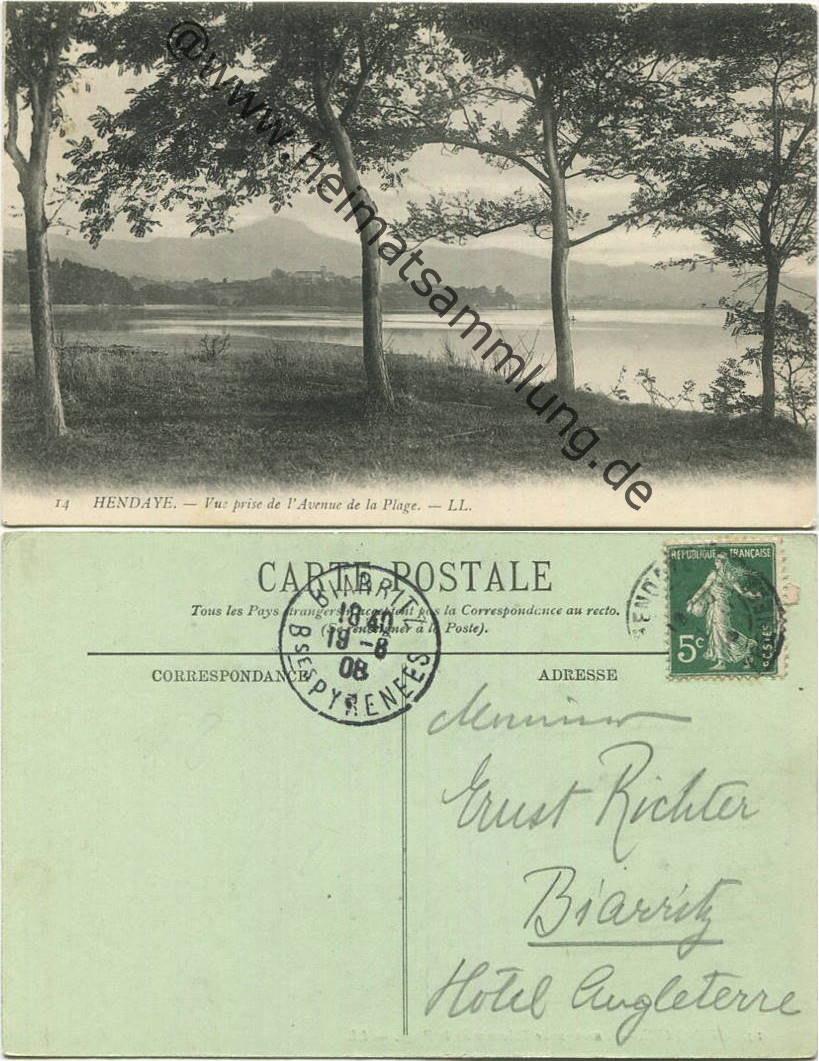 @www.heimatsammlung.de
14 HENDAYE. — Vue prise de l'Avenue de la Plage. — LL.
CARTE POSTALE
Tous les Pays étrangers n'acceptent pas la Correspondance au recto.
(Se renseigner à la Poste).
CORRESPONDANCE
ADRESSE
BIARRITZ
18 40
19 -8
08
BSES PYRENEES
REPUBLIQUE FRANÇAISE
5c
POSTES
Monsieur
Ernst Richter
Biarritz
Hôtel Angleterre